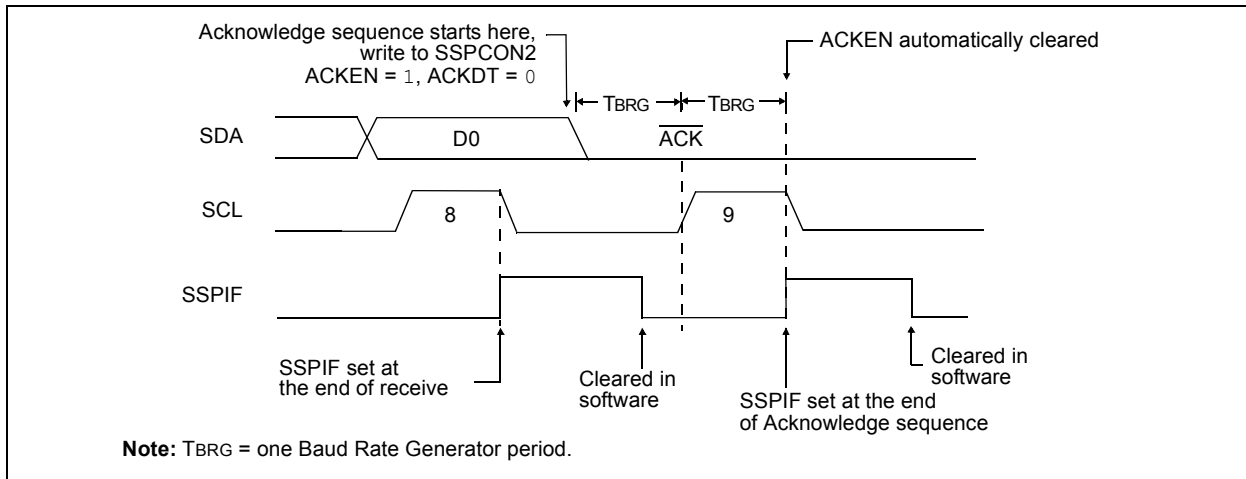 Acknowledge sequence starts here,
write to SSPCON2
ACKEN = 1, ACKDT = 0
ACKEN automatically cleared
TBRG
TBRG
SDA
D0
ACK
SCL
8
9
SSPIF
SSPIF set at
the end of receive
Cleared in
software
SSPIF set at the end
of Acknowledge sequence
Cleared in
software
Note: TBRG = one Baud Rate Generator period.